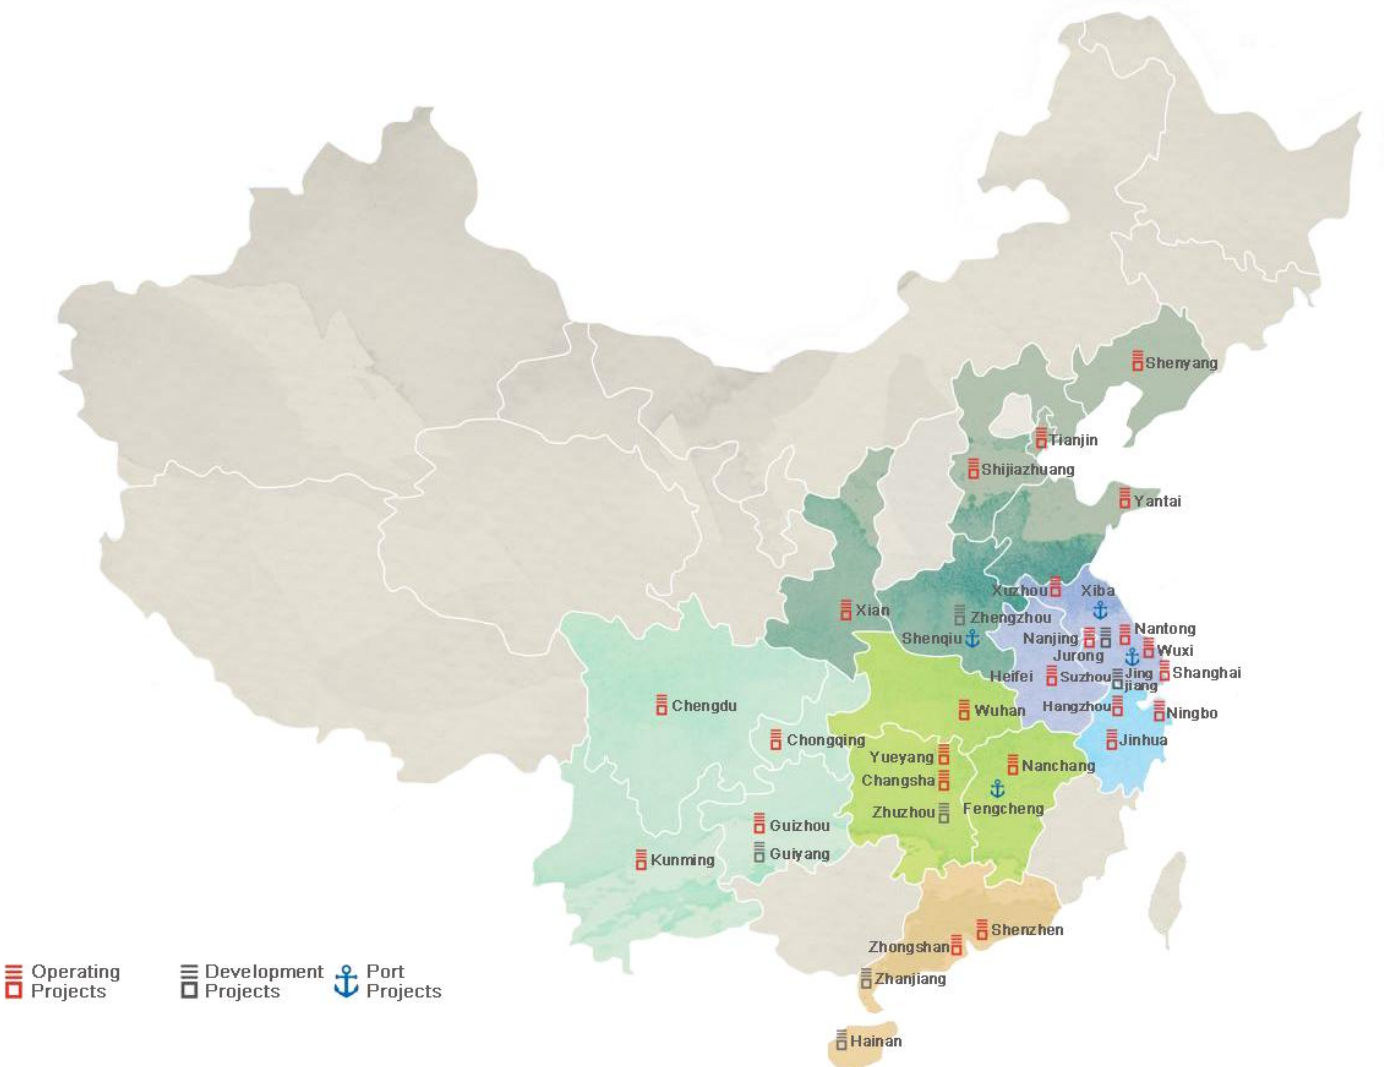 Shenyang
Tianjin
Shijiazhuang
Yantai
Xuzhou
Xiba
Xian
Zhengzhou
Shenqiu
Nanjing
Nantong
Jurong
Wuxi
Heifei
Suzhou
Jing
jiang
Shanghai
Chengdu
Wuhan
Hangzhou
Ningbo
Chongqing
Jinhua
Yueyang
Nanchang
Changsha
Zhuzhou
Fengcheng
Guizhou
Guiyang
Kunming
Shenzhen
Zhongshan
Zhanjiang
Hainan
Operating
Projects
Development
Projects
Port
Projects